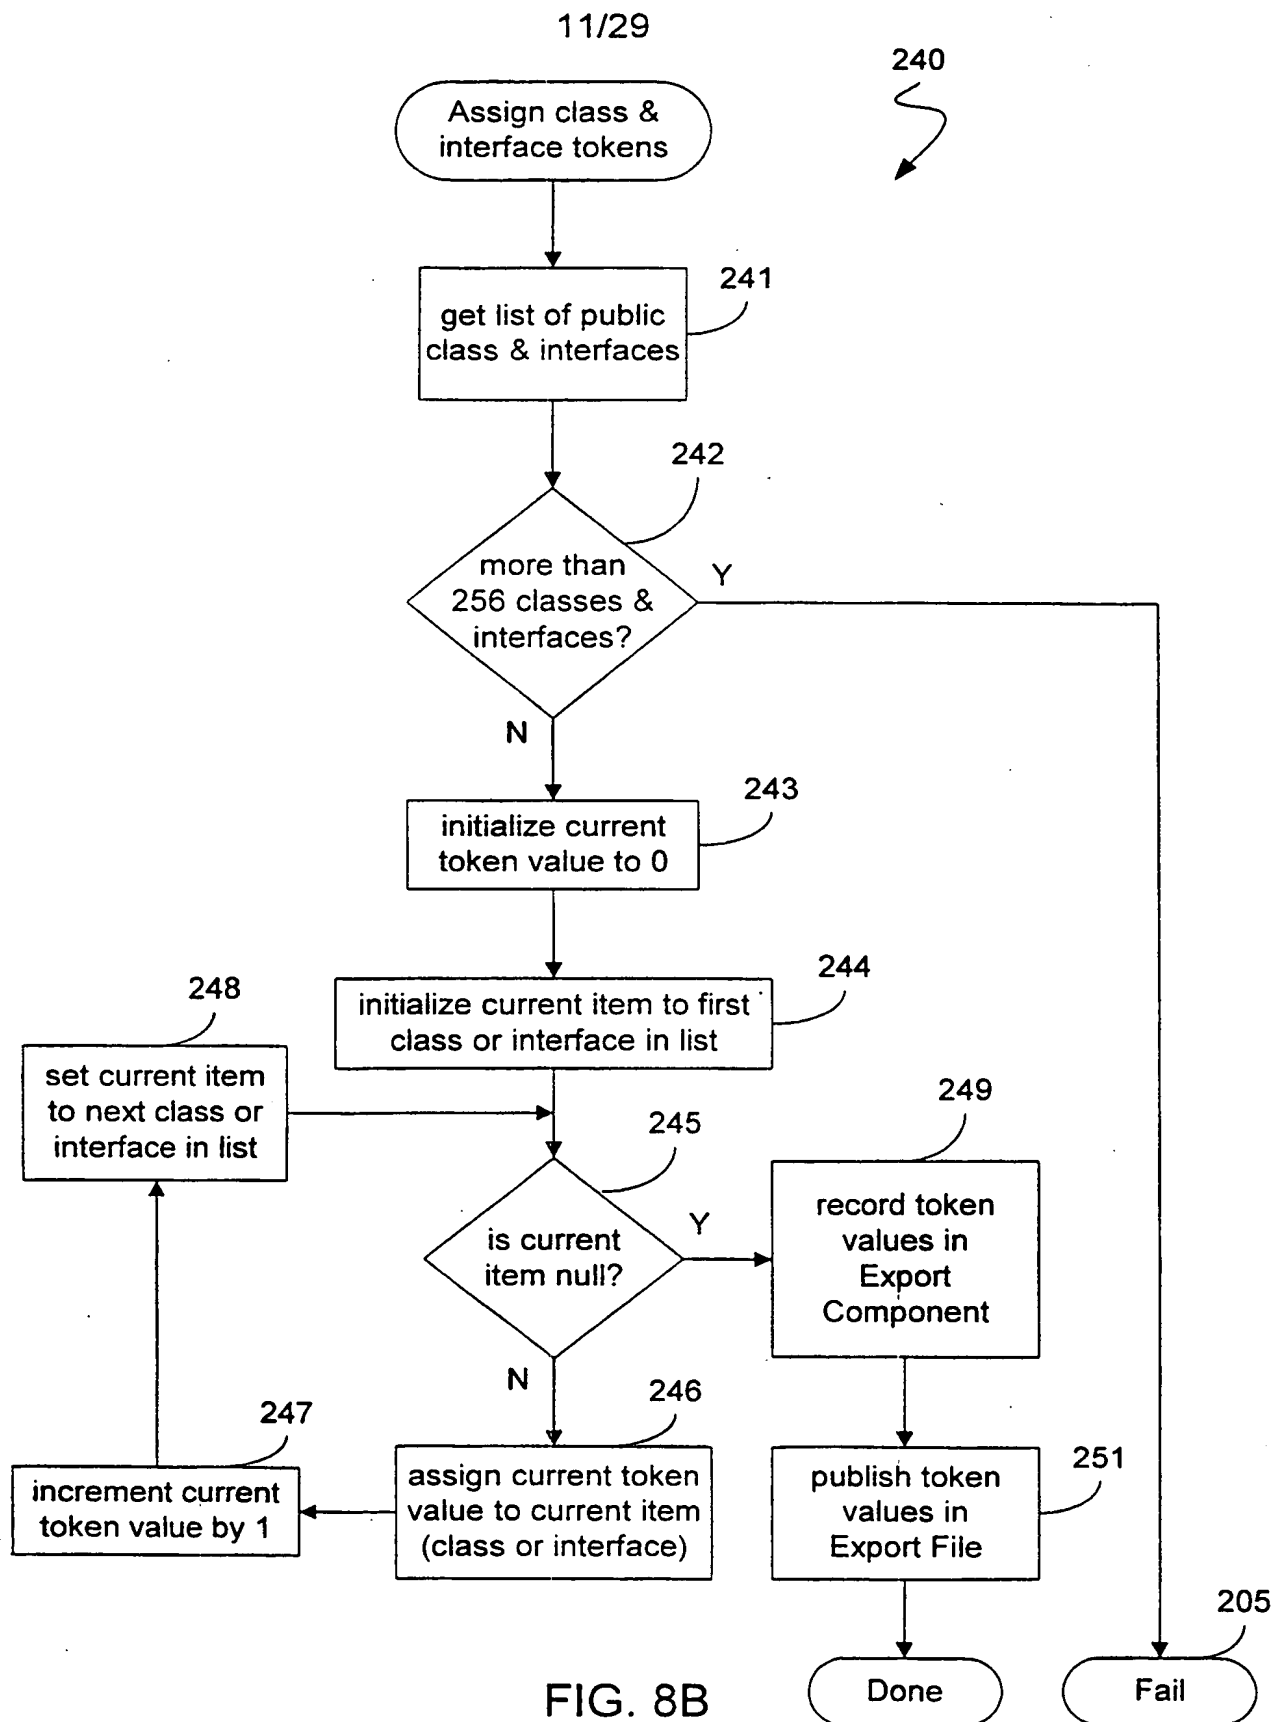 11/29
240
Assign class &
interface tokens
241
get list of public
class & interfaces
242
more than
256 classes &
interfaces?
Y
N
243
initialize current
token value to 0
244
initialize current item to first
class or interface in list
248
set current item
to next class or
interface in list
245
is current
item null?
Y
N
249
record token
values in
Export
Component
246
assign current token
value to current item
(class or interface)
247
increment current
token value by 1
251
publish token
values in
Export File
205
Done
Fail
FIG. 8B